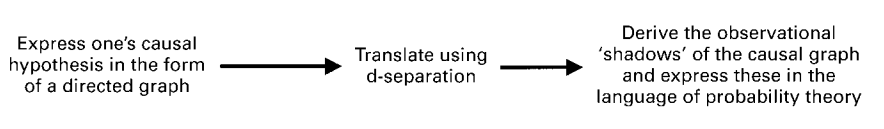 Express one's causal
hypothesis in the form
of a directed graph
Translate using
d-separation
Derive the observational
'shadows' of the causal graph
and express these in the
language of probability theory